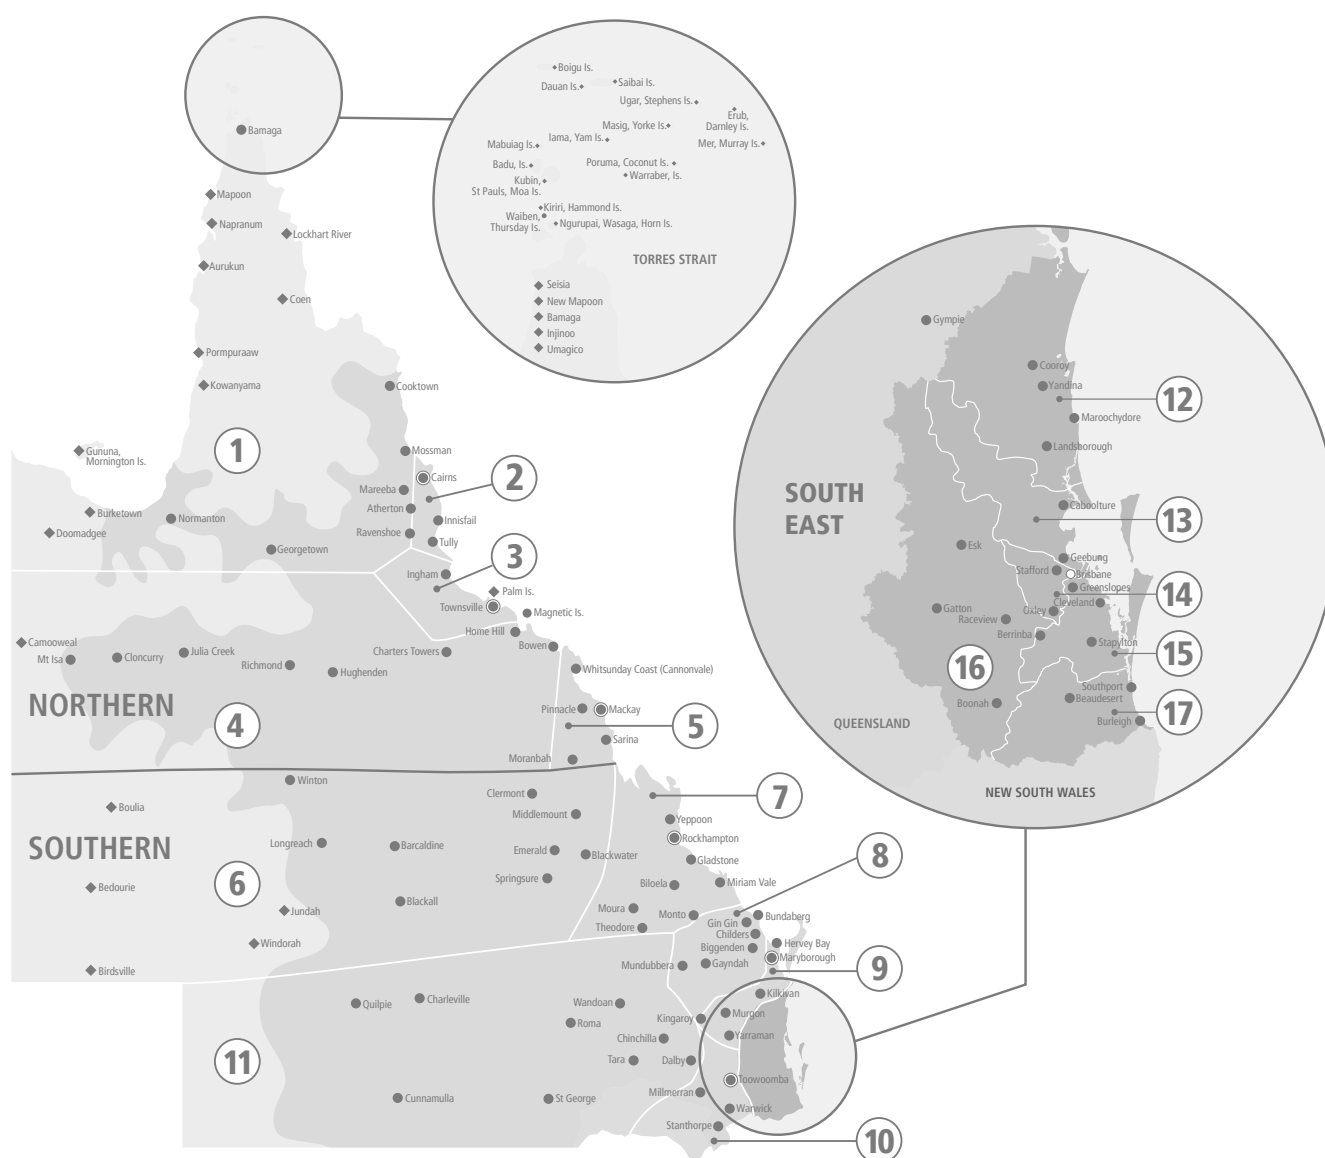 Bamaga
Mapoon
Napranum
Lockhart River
Aurukun
Coen
Pormpuraaw
Kowanyama
Cooktown
1
Gununa,
Mornington Is.
Mossman
Cairns
2
Mareeba
Atherton
Burketown
Normanton
Innisfail
Doomadgee
Ravenshoe
Tully
Georgetown
3
Ingham
Palm Is.
Townsville
Magnetic Is.
Home Hill
Camooweal
Mt Isa
Cloncurry
Julia Creek
Richmond
Hughenden
Charters Towers
Bowen
Whitsunday Coast (Cannonvale)
NORTHERN
4
Pinnacle
Mackay
5
Sarina
Moranbah
Winton
Clermont
7
Boulia
Middlemount
Yeppoon
SOUTHERN
Longreach
Barcaldine
Emerald
Blackwater
Rockhampton
Gladstone
8
6
Bedourie
Springsure
Biloela
Miriam Vale
Jundah
Blackall
Moura
Monto
Bundaberg
Gin Gin
Theodore
Childers
Windorah
Biggenden
Hervey Bay
Maryborough
Birdsville
Mundubbera
Gayndah
9
Quilpie
Charleville
Wandoan
Kilkivan
Roma
Kingaroy
Murgon
Chinchilla
Yarraman
11
Tara
Dalby
Toowoomba
Cunnamulla
St George
Millmerran
Warwick
Stanthorpe
10
Boigu Is.
Dauan Is.
Saibai Is.
Ugar, Stephens Is.
Erub,
Darnley Is.
Masig, Yorke Is.
Iama, Yam Is.
Mabuiag Is.
Mer, Murray Is.
Badu, Is.
Poruma, Coconut Is.
Warraber, Is.
Kubin,
St Pauls, Moa Is.
Kiriri, Hammond Is.
Waiben,
Thursday Is.
Ngurupai, Wasaga, Horn Is.
TORRES STRAIT
Seisia
New Mapoon
Bamaga
Injinoo
Umagico
Gympie
Cooroy
Yandina
12
Maroochydore
Landsborough
SOUTH
EAST
Caboolture
13
Esk
Geebung
Stafford
Brisbane
Greenslopes
14
Gatton
Raceview
Oxley
Cleveland
Berrinba
Stapylton
15
16
Southport
Beaudesert
Boonah
17
Burleigh
QUEENSLAND
NEW SOUTH WALES